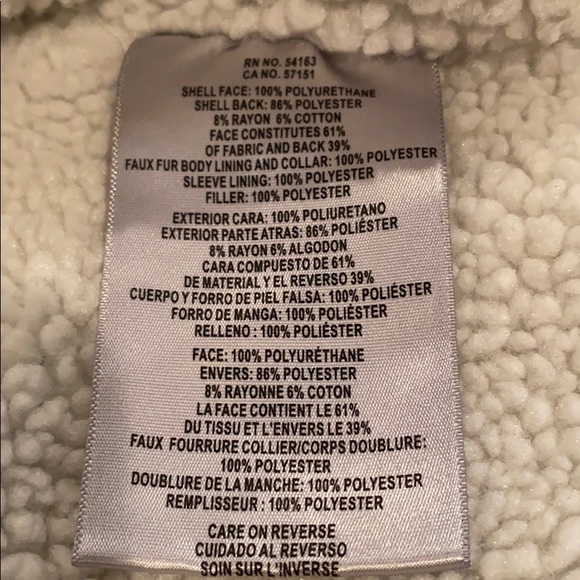 RN NO. 54163
CA NO. 57151
SHELL FACE: 100% POLYURETHANE
SHELL BACK: 86% POLYESTER
8% RAYON 6% COTTON
FACE CONSTITUTES 61%
OF FABRIC AND BACK 39%
FAUX FUR BODY LINING AND COLLAR: 100% POLYESTER
SLEEVE LINING: 100% POLYESTER
FILLER: 100% POLYESTER
EXTERIOR CARA: 100% POLIURETANO
EXTERIOR PARTE ATRAS: 86% POLIÉSTER
8% RAYON 6% ALGODON
CARA COMPUESTO DE 61%
DE MATERIAL Y EL REVERSO 39%
CUERPO Y FORRO DE PIEL FALSA: 100% POLIÉSTER
FORRO DE MANGA: 100% POLIÉSTER
RELLENO : 100% POLIÉSTER
FACE: 100% POLYURÉTHANE
ENVERS: 86% POLYESTER
8% RAYONNE 6% COTON
LA FACE CONTIENT LE 61%
DU TISSU ET L'ENVERS LE 39%
FAUX FOURRURE COLLIER/CORPS DOUBLURE:
100% POLYESTER
DOUBLURE DE LA MANCHE: 100% POLYESTER
REMPLISSEUR : 100% POLYESTER
CARE ON REVERSE
CUIDADO AL REVERSO
SOIN SUR L'INVERSE